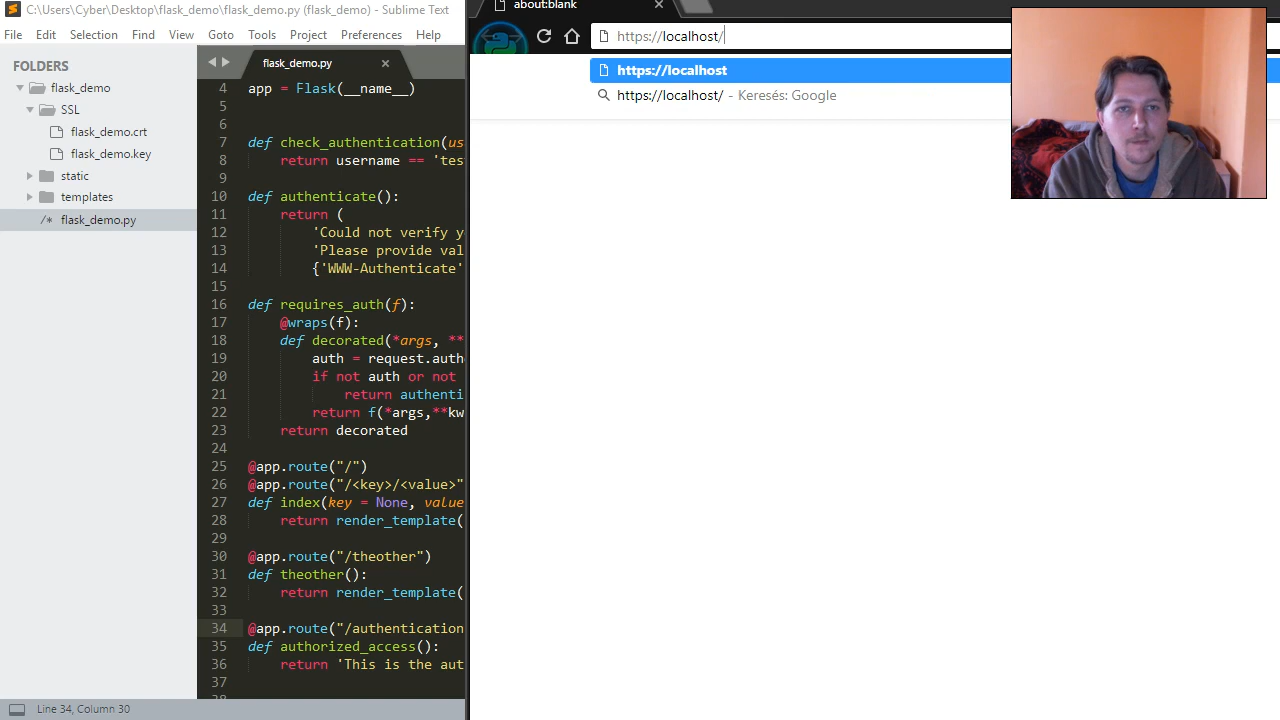 C:\Users\Cyber\Desktop\flask_demo\flask_demo.py (flask_demo) - Sublime Text
File Edit Selection Find View Goto Tools Project Preferences Help
FOLDERS
flask_demo
SSL
flask_demo.crt
flask_demo.key
static
templates
/* flask_demo.py
flask_demo.py
4 app = Flask(__name__)
5
6
7 def check_authentication(us
8 return username == 'tes
9
10 def authenticate():
11 return (
12 'Could not verify y
13 'Please provide val
14 {'WWW-Authenticate'
15
16 def requires_auth(f):
17 @wraps(f):
18 def decorated(*args, **
19 auth = request.auth
20 if not auth or not
21 return authenti
22 return f(*args,**kw
23 return decorated
24
25 @app.route("/")
26 @app.route("/<key>/<value>"
27 def index(key = None, value
28 return render_template(
29
30 @app.route("/theother")
31 def theother():
32 return render_template(
33
34 @app.route("/authentication
35 def authorized_access():
36 return 'This is the aut
37
38
Line 34, Column 30
about:blank
https://localhost/
https://localhost
https://localhost/ - Keresés: Google